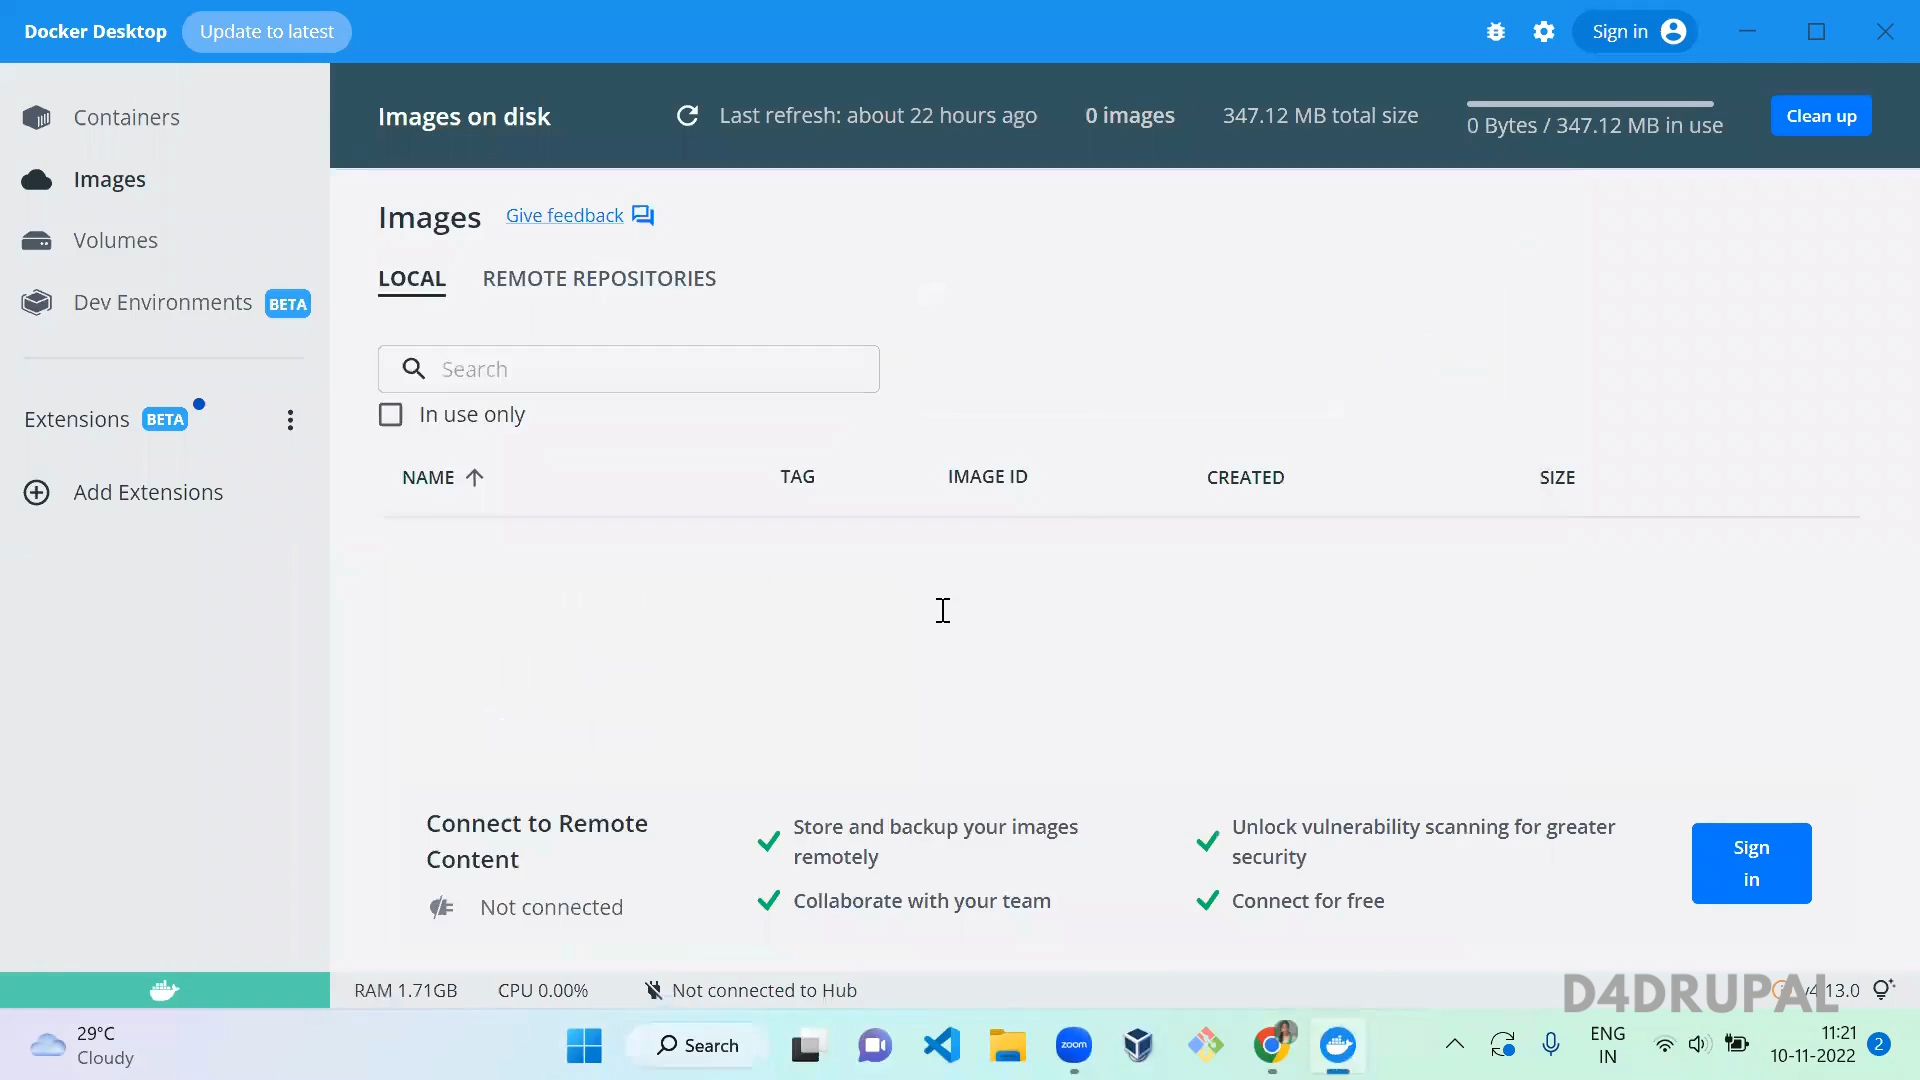 Docker Desktop
Update to latest
Sign in
Containers
Images
Volumes
Dev Environments BETA
Extensions BETA
Add Extensions
Images on disk
Last refresh: about 22 hours ago
0 images
347.12 MB total size
0 Bytes / 347.12 MB in use
Clean up
Images
Give feedback
LOCAL
REMOTE REPOSITORIES
Search
In use only
NAME
TAG
IMAGE ID
CREATED
SIZE
Connect to Remote
Content
Not connected
Store and backup your images
remotely
Collaborate with your team
Unlock vulnerability scanning for greater
security
Connect for free
Sign
in
RAM 1.71GB
CPU 0.00%
Not connected to Hub
v4.13.0
D4DRUPAL
29°C
Cloudy
Search
zoom
ENG
IN
11:21
10-11-2022
2